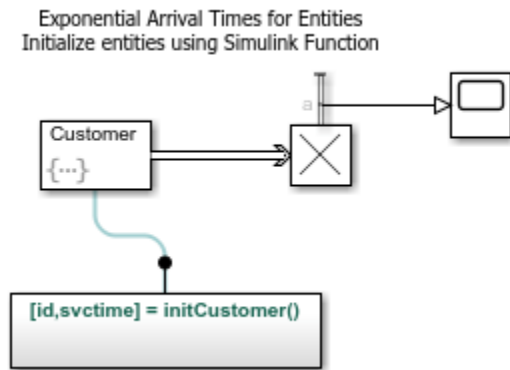 Exponential Arrival Times for Entities
Initialize entities using Simulink Function
a
Customer
{...}
[id,svctime] = initCustomer()